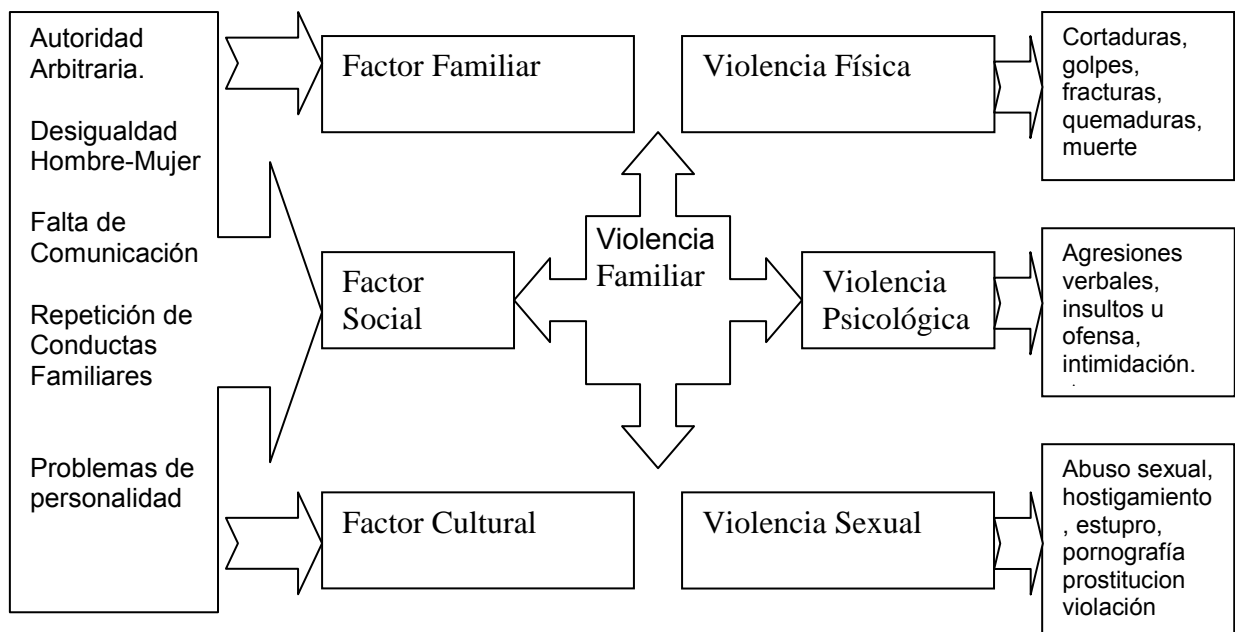 Autoridad
Arbitraria.
Desigualdad
Hombre-Mujer
Falta de
Comunicación
Repetición de
Conductas
Familiares
Problemas de
personalidad
Factor Familiar
Factor
Social
Factor Cultural
Violencia
Familiar
Violencia Física
Violencia
Psicológica
Violencia Sexual
Cortaduras,
golpes,
fracturas,
quemaduras,
muerte
Agresiones
verbales,
insultos u
ofensa,
intimidación.
Abuso sexual,
hostigamiento
, estupro,
pornografía
prostitucion
violación